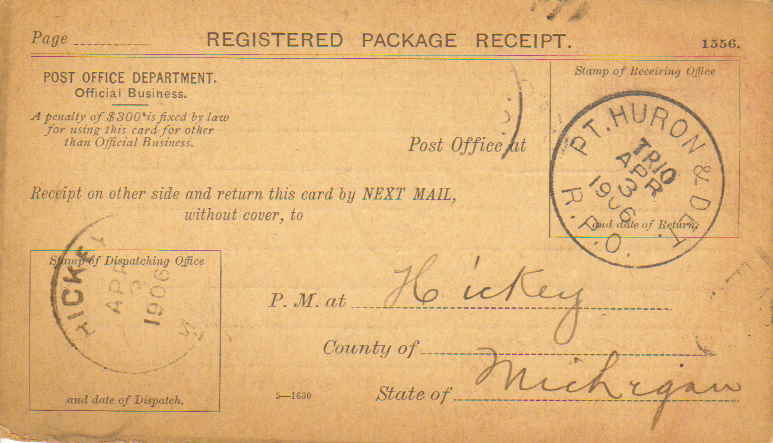 Page
REGISTERED PACKAGE RECEIPT.
1556.
POST OFFICE DEPARTMENT.
Official Business.
A penalty of $300 is fixed by law
for using this card for other
than Official Business.
Stamp of Receiving Office
Post Office at
PT. HURON & DET.
TRIO
APR
3
1906
R.P.O.
and date of Return.
Receipt on other side and return this card by NEXT MAIL,
without cover, to
Stamp of Dispatching Office
HICKEY
APR
1906
P. M. at Hickey
County of
State of Michigan
and date of Dispatch.
5—1630